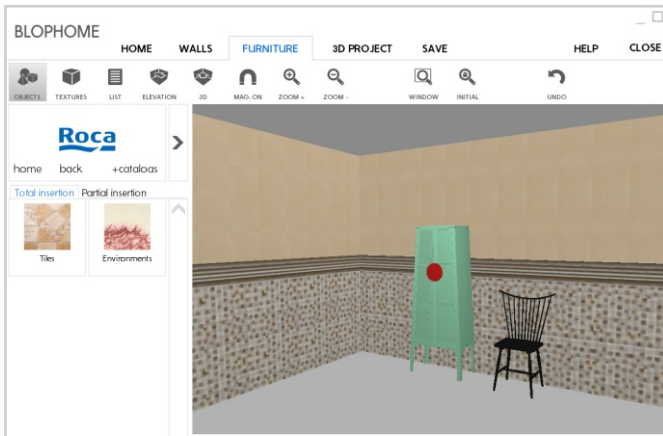 BLOPHOME
HOME WALLS FURNITURE 3D PROJECT SAVE HELP CLOSE
OBJECTS TEXTURES LIST ELEVATION 3D MAG. ON ZOOM + ZOOM - WINDOW INITIAL UNDO
Roca
home back +cataloas
Total insertion Partial insertion
Tiles Environments